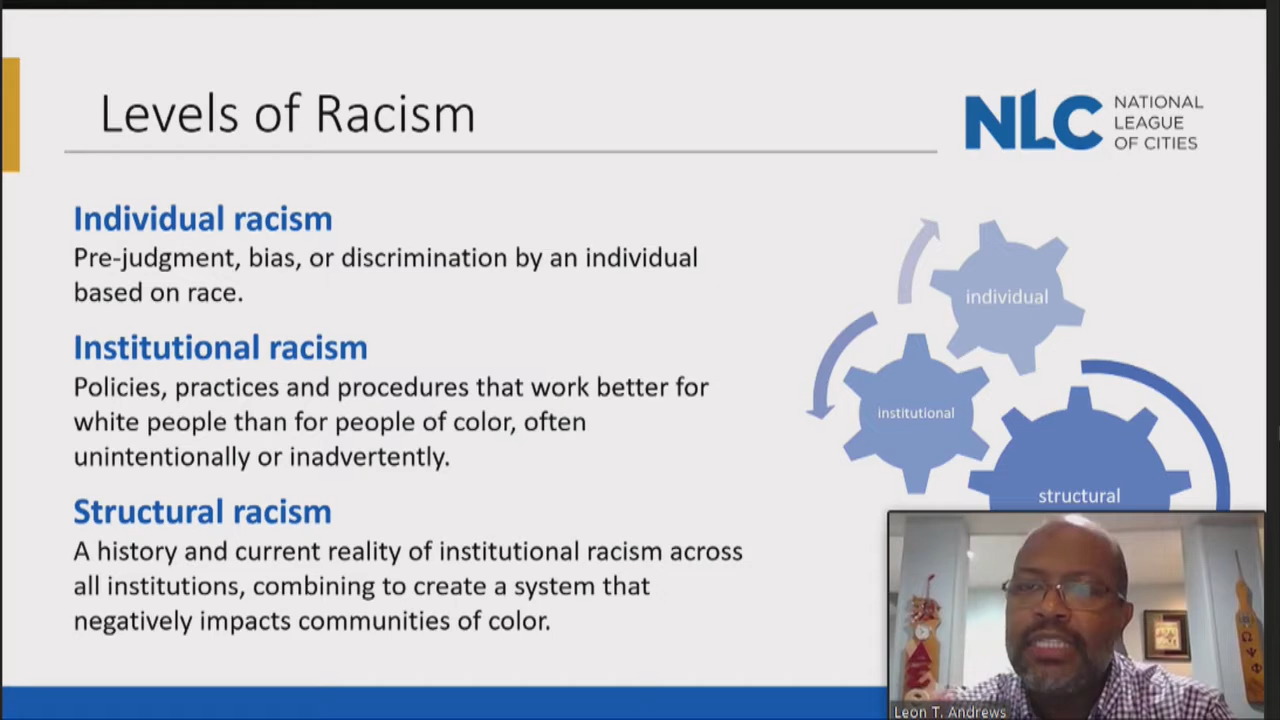 Levels of Racism
NLC
NATIONAL
LEAGUE
OF CITIES
Individual racism
Pre-judgment, bias, or discrimination by an individual
based on race.
Institutional racism
Policies, practices and procedures that work better for
white people than for people of color, often
unintentionally or inadvertently.
Structural racism
A history and current reality of institutional racism across
all institutions, combining to create a system that
negatively impacts communities of color.
individual
institutional
structural
Ω
Ψ
Φ
Leon T. Andrews